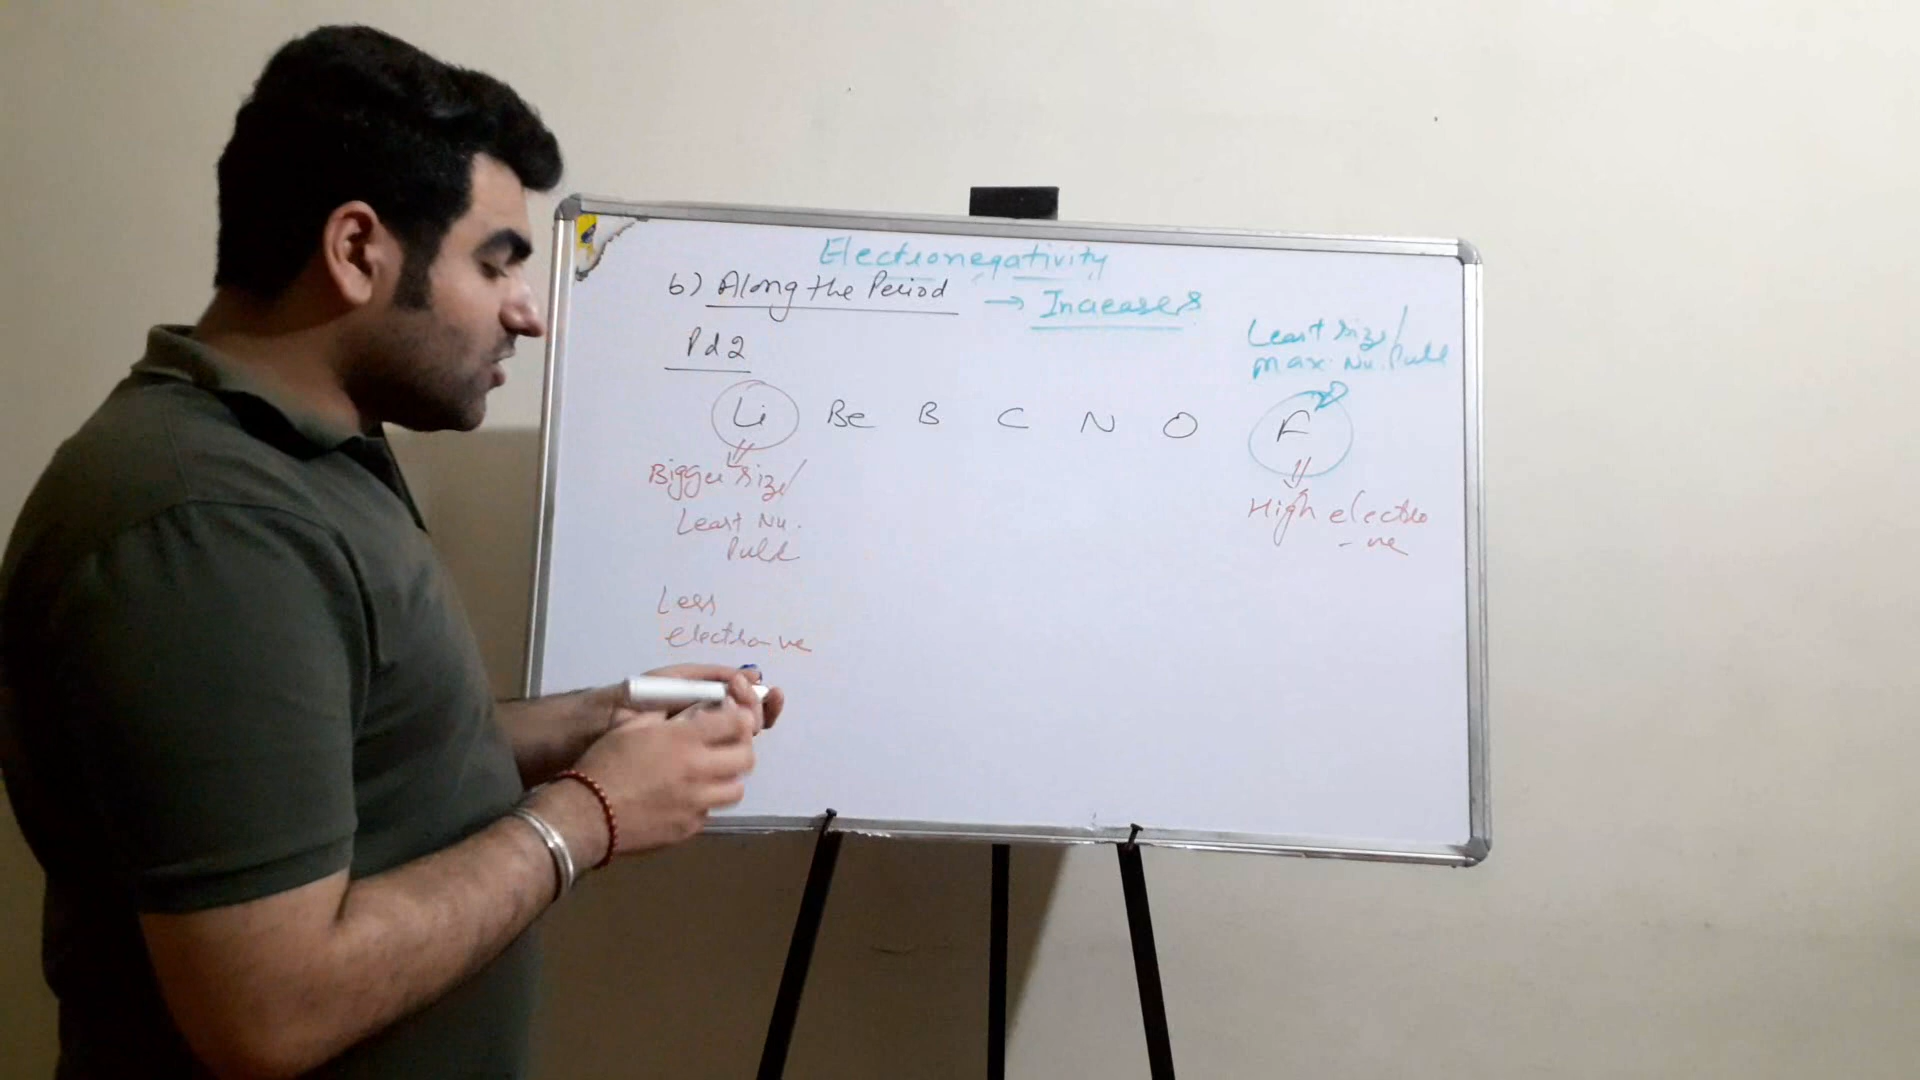 Electronegativity
b) Along the Period → Increases
Pd 2
Least size/
max. Nu. Pull
Li Be B C N O F
Bigger size/
Least Nu.
Pull
High electro
-ve
Less
electro-ve